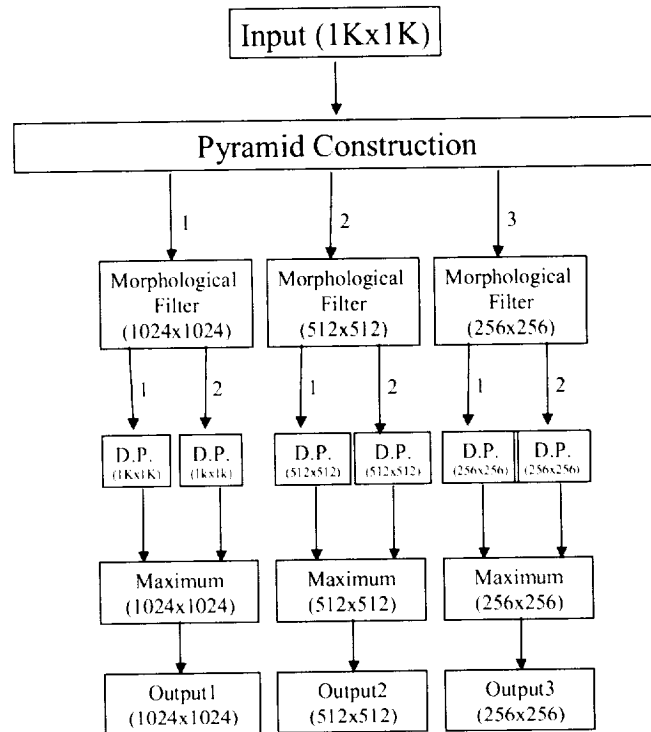 Input (1Kx1K)
Pyramid Construction
1 2 3
Morphological Filter (1024x1024)
Morphological Filter (512x512)
Morphological Filter (256x256)
1 2 1 2 1 2
D.P. (1Kx1K)
D.P. (1kx1k)
D.P. (512x512)
D.P. (512x512)
D.P. (256x256)
D.P. (256x256)
Maximum (1024x1024)
Maximum (512x512)
Maximum (256x256)
Output1 (1024x1024)
Output2 (512x512)
Output3 (256x256)